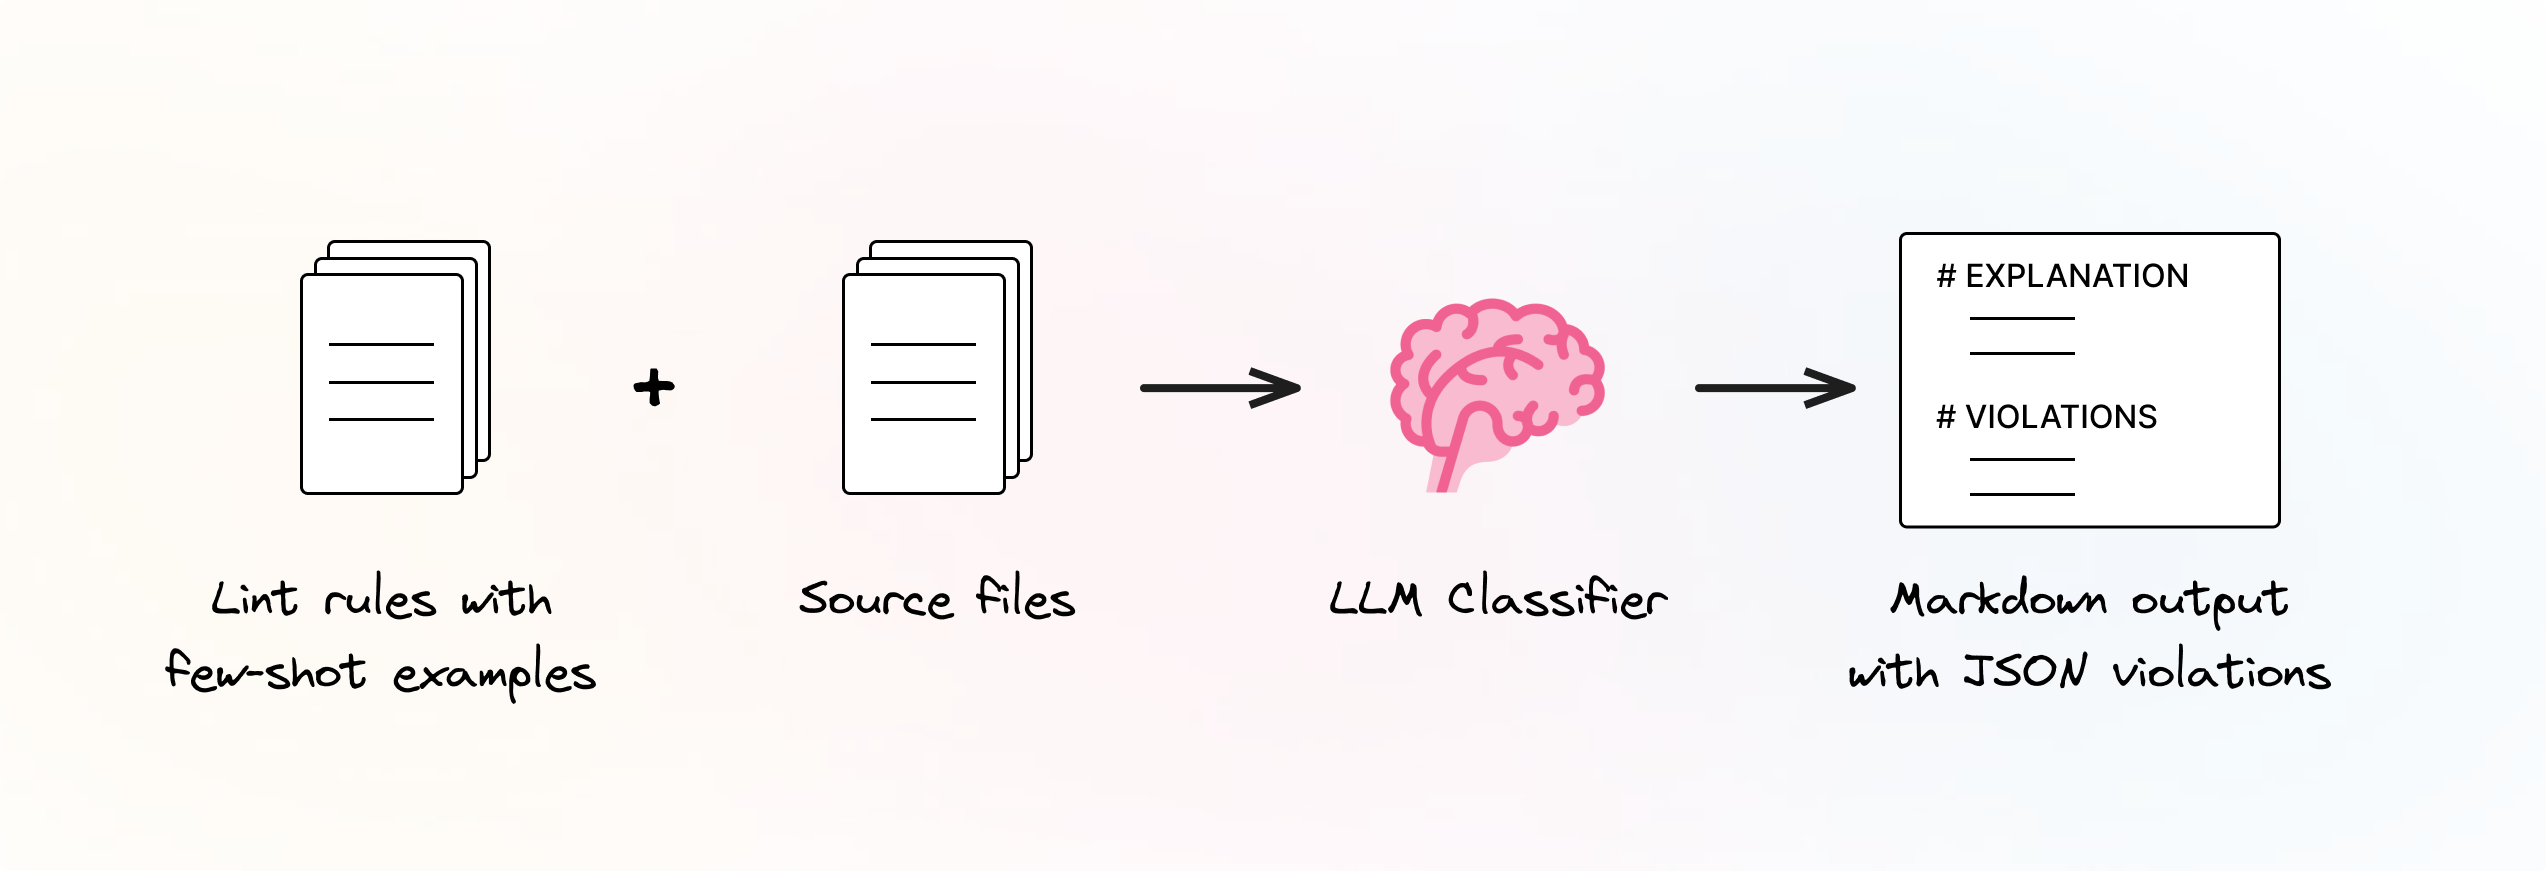 # EXPLANATION
# VIOLATIONS
Lint rules with
few-shot examples
+
Source files
LLM Classifier
Markdown output
with JSON violations